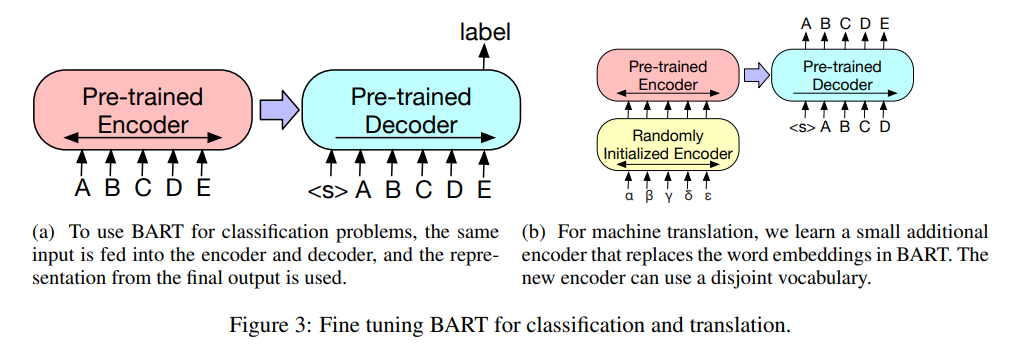 label
Pre-trained
Encoder
Pre-trained
Decoder
A B C D E
<s> A B C D E
(a) To use BART for classification problems, the same
input is fed into the encoder and decoder, and the repre-
sentation from the final output is used.
A B C D E
Pre-trained
Encoder
Pre-trained
Decoder
<s> A B C D
Randomly
Initialized Encoder
α β γ δ ε
(b) For machine translation, we learn a small additional
encoder that replaces the word embeddings in BART. The
new encoder can use a disjoint vocabulary.
Figure 3: Fine tuning BART for classification and translation.